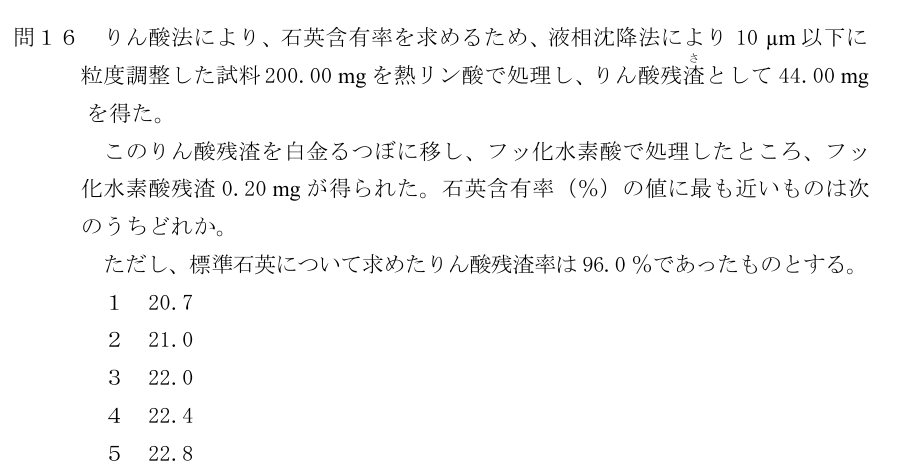 問１６　りん酸法により、石英含有率を求めるため、液相沈降法により 10 µm 以下に
粒度調整した試料 200.00 mg を熱リン酸で処理し、りん酸残渣(さ)として 44.00 mg
を得た。
このりん酸残渣を白金るつぼに移し、フッ化水素酸で処理したところ、フッ
化水素酸残渣 0.20 mg が得られた。石英含有率（％）の値に最も近いものは次
のうちどれか。
ただし、標準石英について求めたりん酸残渣率は 96.0 ％であったものとする。
１　20.7
２　21.0
３　22.0
４　22.4
５　22.8